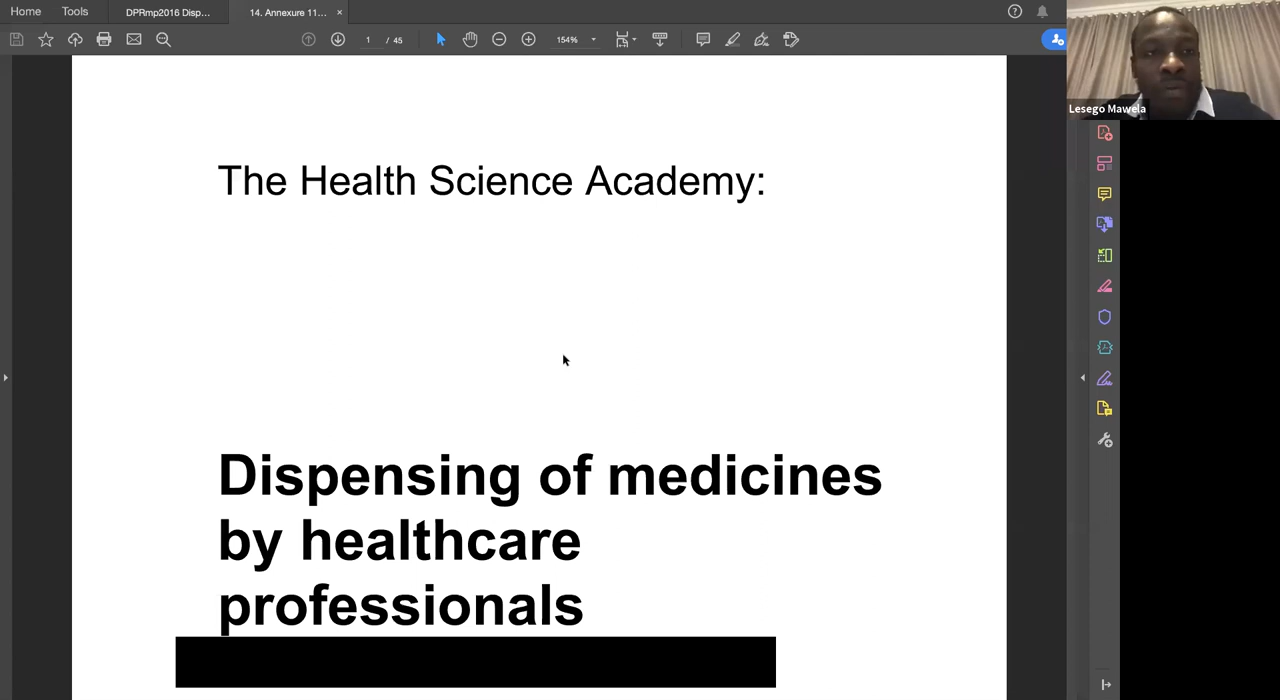 Home Tools DPRmp2016 Disp... 14. Annexure 11... ×
1 / 45 154%
Lesego Mawela
The Health Science Academy:
Dispensing of medicines
by healthcare
professionals